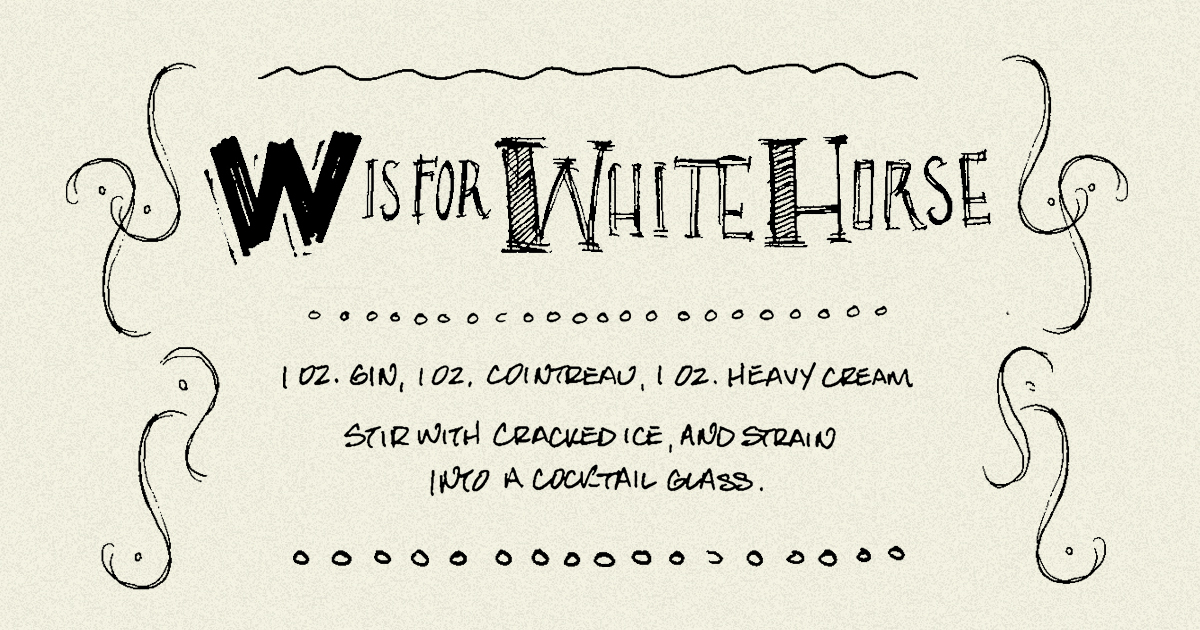 W IS FOR WHITE HORSE
1 OZ. GIN, 1 OZ. COINTREAU, 1 OZ. HEAVY CREAM
STIR WITH CRACKED ICE, AND STRAIN
INTO A COCKTAIL GLASS.